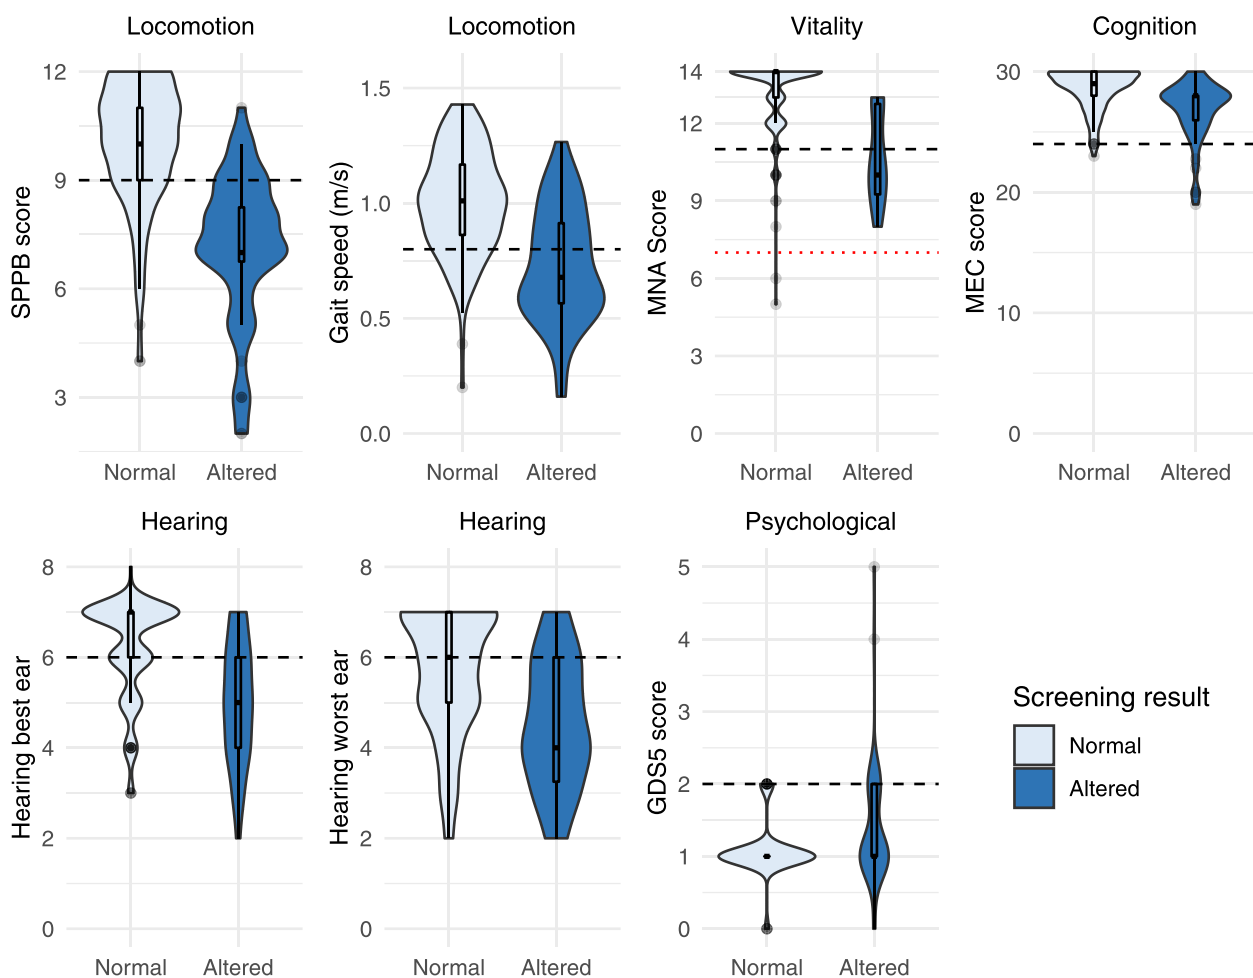 Locomotion
SPPB score
12
9
6
3
Normal Altered
Locomotion
Gait speed (m/s)
1.5
1.0
0.5
0.0
Normal Altered
Vitality
MNA Score
14
12
9
6
3
0
Normal Altered
Cognition
MEC score
30
20
10
0
Normal Altered
Hearing
Hearing best ear
8
6
4
2
0
Normal Altered
Hearing
Hearing worst ear
8
6
4
2
0
Normal Altered
Psychological
GDS5 score
5
4
3
2
1
0
Normal Altered
Screening result
Normal
Altered